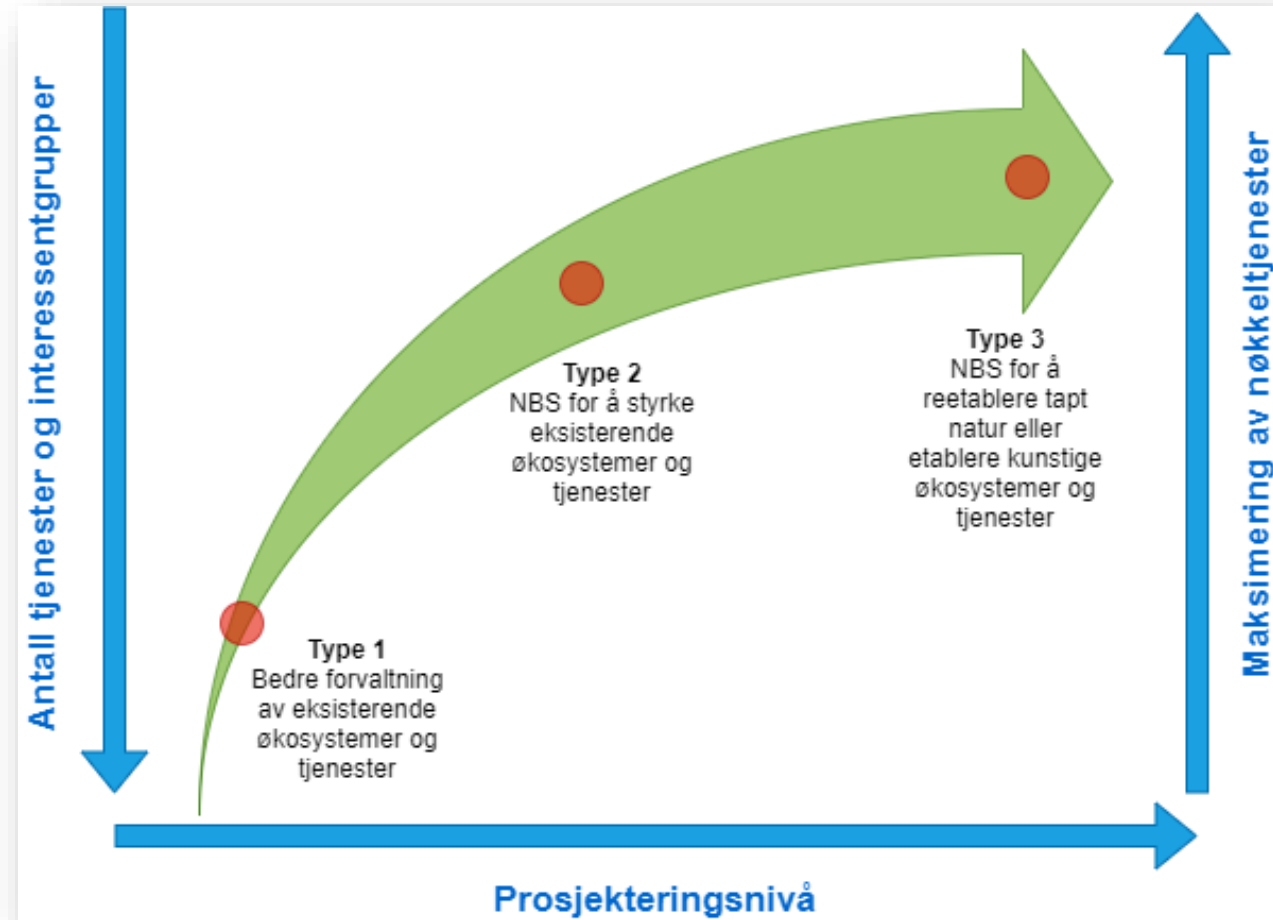 Antall tjenester og interessentgrupper
Maksimering av nøkkeltjenester
Type 1
Bedre forvaltning
av eksisterende
økosystemer og
tjenester
Type 2
NBS for å styrke
eksisterende
økosystemer og
tjenester
Type 3
NBS for å
reetablere tapt
natur eller
etablere kunstige
økosystemer og
tjenester
Prosjekteringsnivå